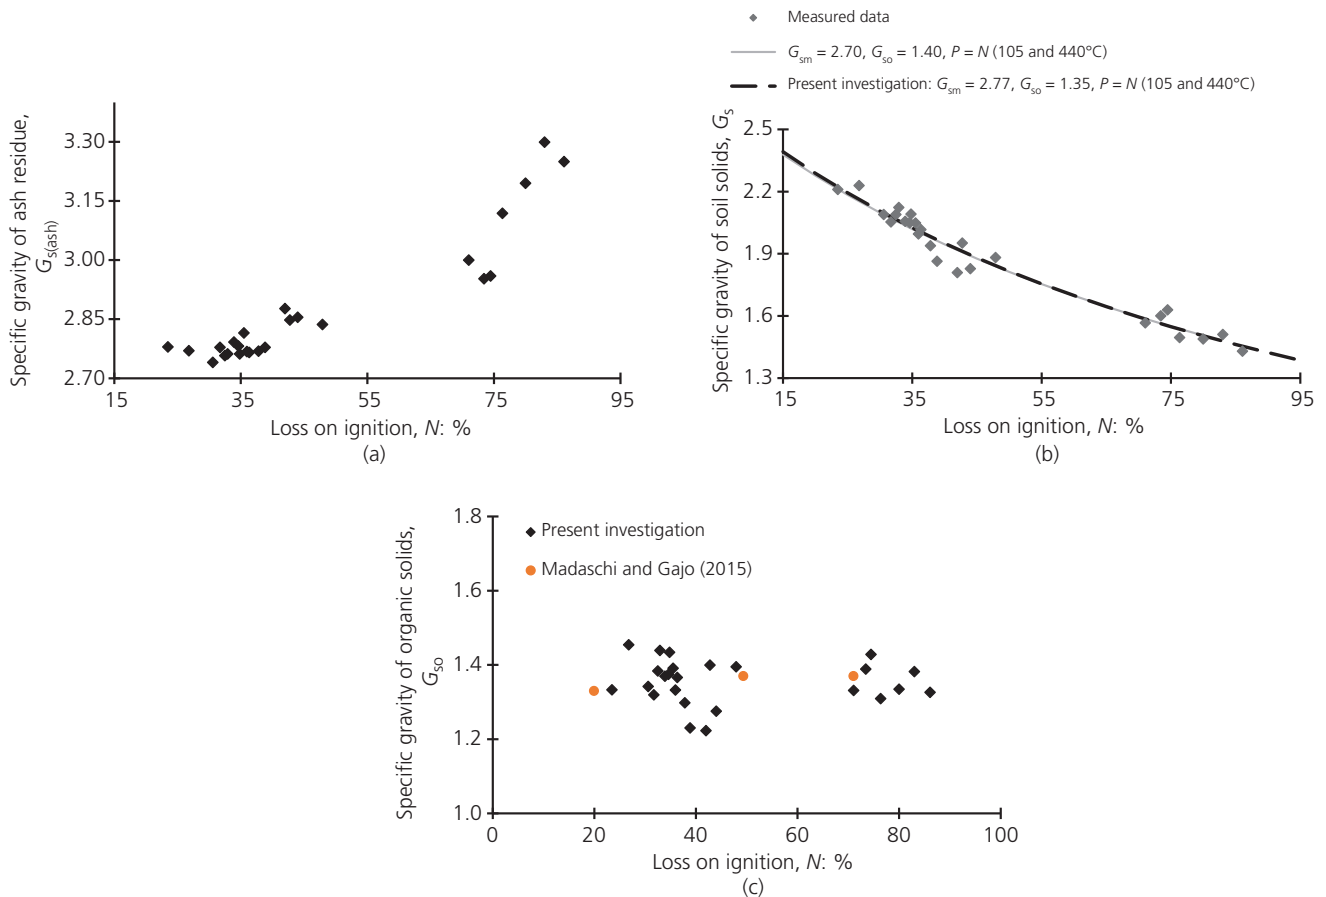 Measured data
Gsm = 2.70, Gso = 1.40, P = N (105 and 440°C)
Present investigation: Gsm = 2.77, Gso = 1.35, P = N (105 and 440°C)
Specific gravity of ash residue,
Gs(ash)
3.30
3.15
3.00
2.85
2.70
15
35
55
75
95
Loss on ignition, N: %
(a)
Specific gravity of soil solids, Gs
2.5
2.2
1.9
1.6
1.3
15
35
55
75
95
Loss on ignition, N: %
(b)
Specific gravity of organic solids,
Gso
1.8
1.6
1.4
1.2
1.0
Present investigation
Madaschi and Gajo (2015)
0
20
40
60
80
100
Loss on ignition, N: %
(c)